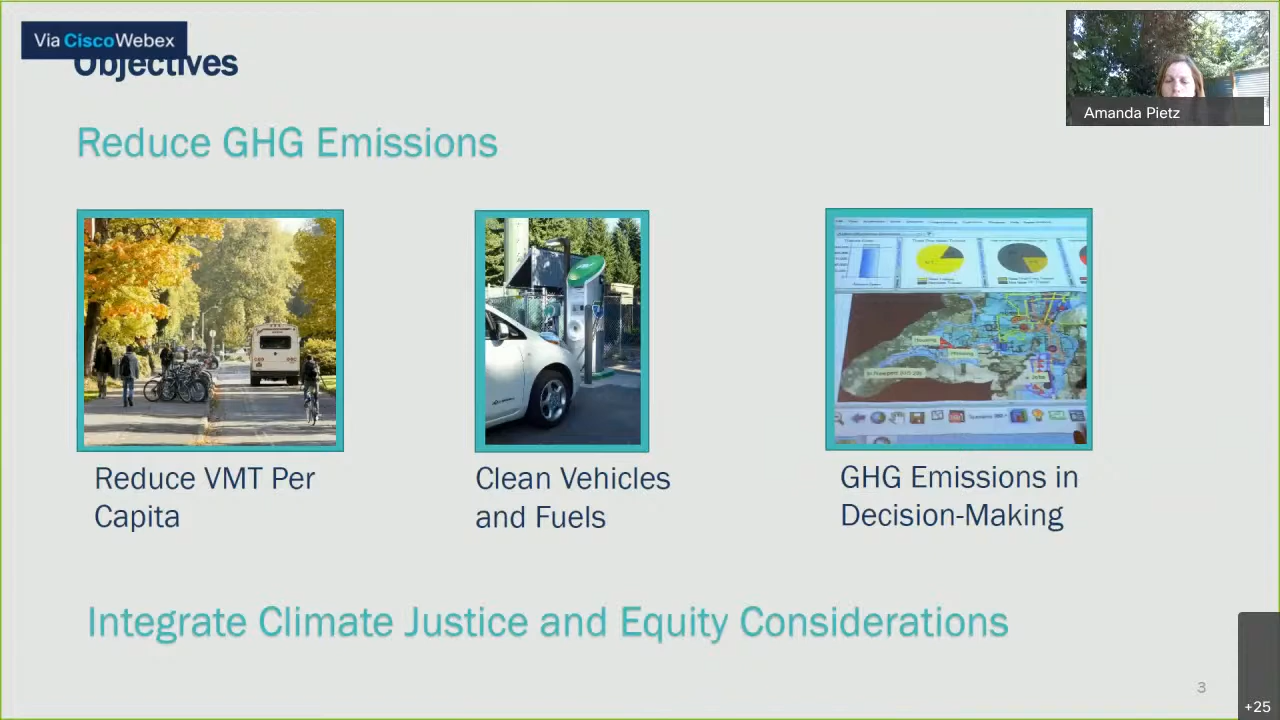 Via CiscoWebex
Objectives
Amanda Pietz
Reduce GHG Emissions
Reduce VMT Per
Capita
Clean Vehicles
and Fuels
GHG Emissions in
Decision-Making
Integrate Climate Justice and Equity Considerations
3
+25